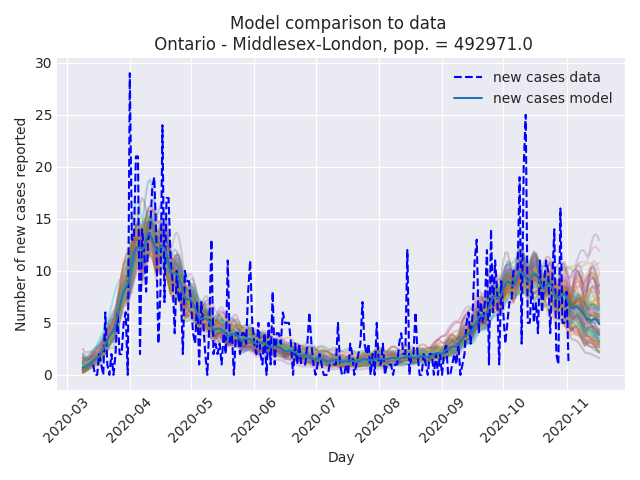 Model comparison to data
Ontario - Middlesex-London, pop. = 492971.0
new cases data
new cases model
Number of new cases reported
30
25
20
15
10
5
0
2020-03
2020-04
2020-05
2020-06
2020-07
2020-08
2020-09
2020-10
2020-11
Day